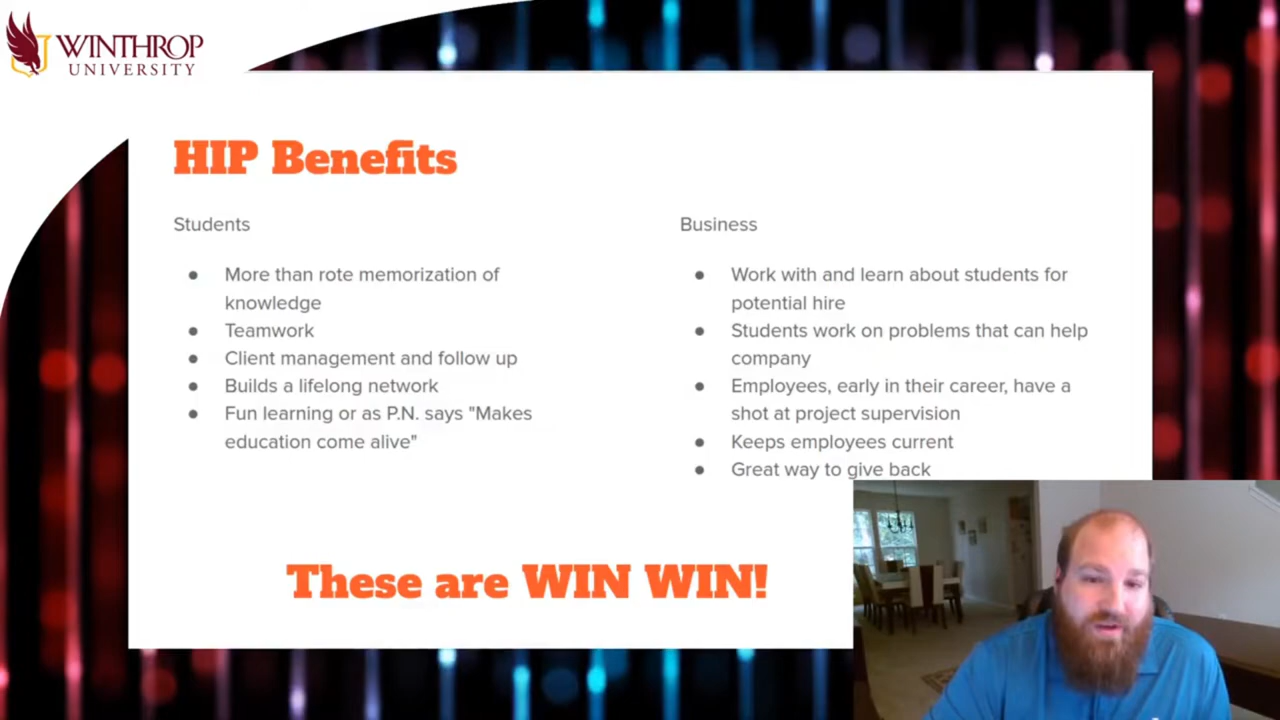 WINTHROP
UNIVERSITY
HIP Benefits
Students
● More than rote memorization of
knowledge
● Teamwork
● Client management and follow up
● Builds a lifelong network
● Fun learning or as P.N. says "Makes
education come alive"
Business
● Work with and learn about students for
potential hire
● Students work on problems that can help
company
● Employees, early in their career, have a
shot at project supervision
● Keeps employees current
● Great way to give back
These are WIN WIN!